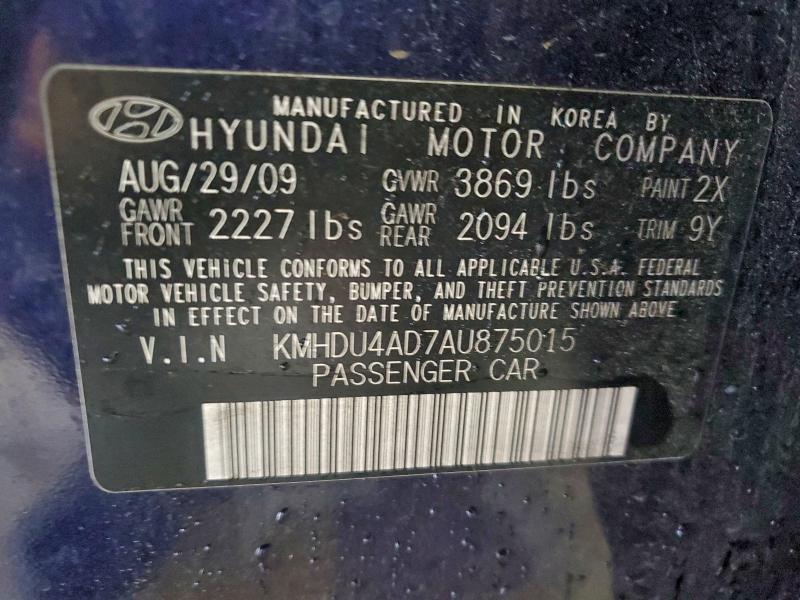 MANUFACTURED IN KOREA BY
HYUNDAI MOTOR COMPANY
AUG/29/09 GVWR 3869 lbs PAINT 2X
GAWR FRONT 2227 lbs GAWR REAR 2094 lbs TRIM 9Y
THIS VEHICLE CONFORMS TO ALL APPLICABLE U.S.A. FEDERAL
MOTOR VEHICLE SAFETY, BUMPER, AND THEFT PREVENTION STANDARDS
IN EFFECT ON THE DATE OF MANUFACTURE SHOWN ABOVE.
V.I.N KMHDU4AD7AU875015
PASSENGER CAR